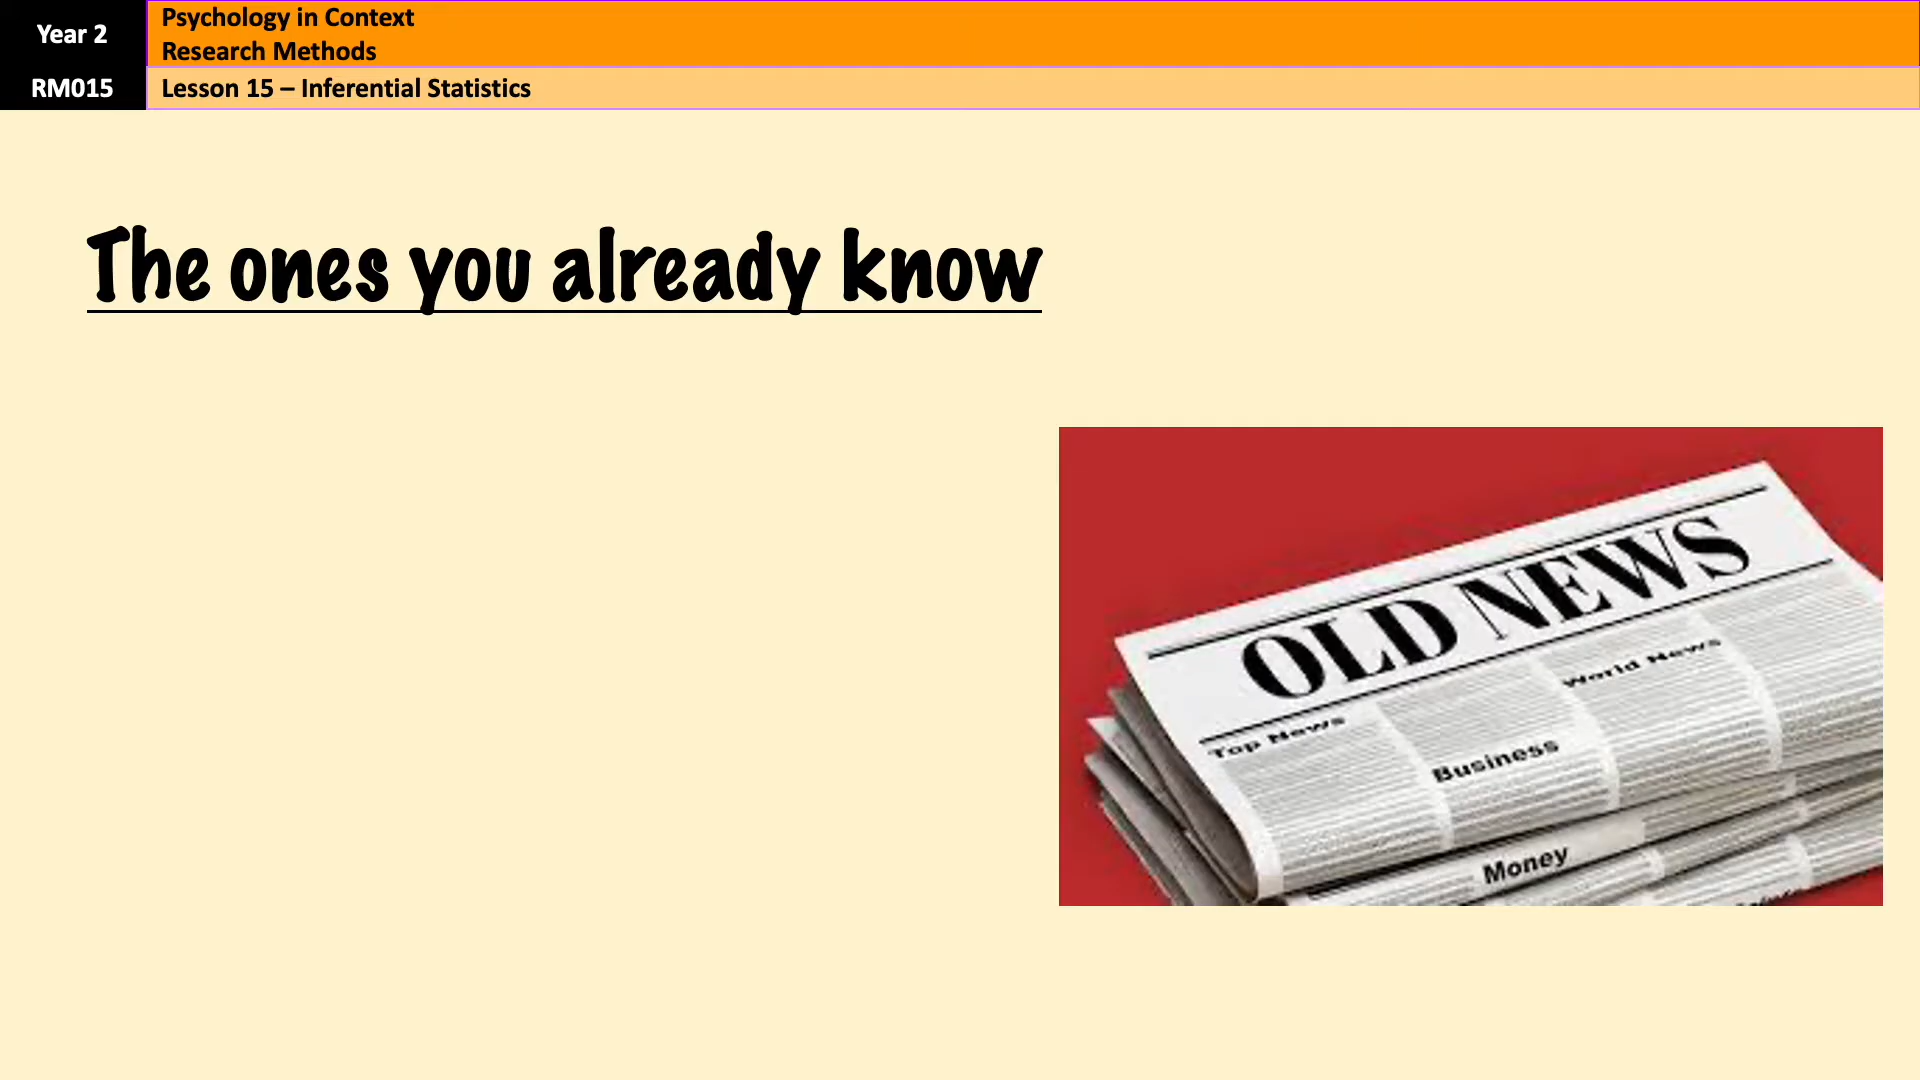 Year 2
Psychology in Context
Research Methods
RM015
Lesson 15 – Inferential Statistics
The ones you already know
OLD NEWS
Top News
World News
Business
Money